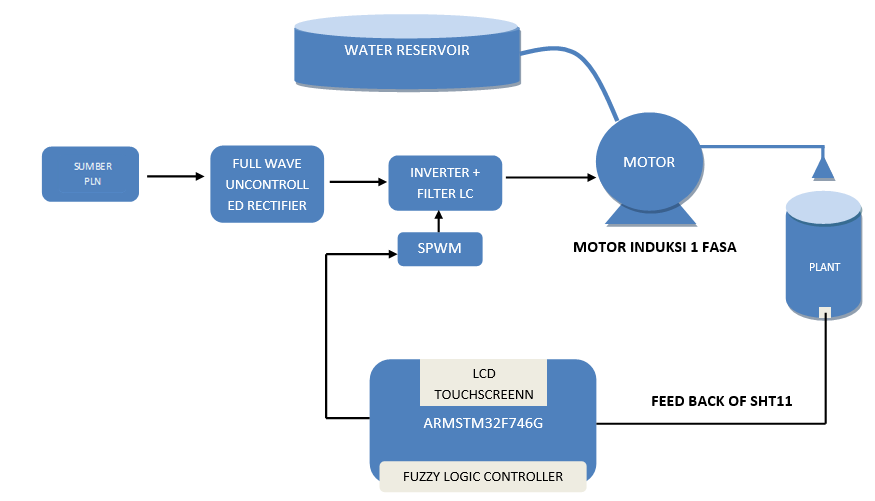 WATER RESERVOIR
SUMBER
PLN
FULL WAVE
UNCONTROLL
ED RECTIFIER
INVERTER +
FILTER LC
MOTOR
SPWM
MOTOR INDUKSI 1 FASA
PLANT
LCD
TOUCHSCREENN
ARMSTM32F746G
FUZZY LOGIC CONTROLLER
FEED BACK OF SHT11